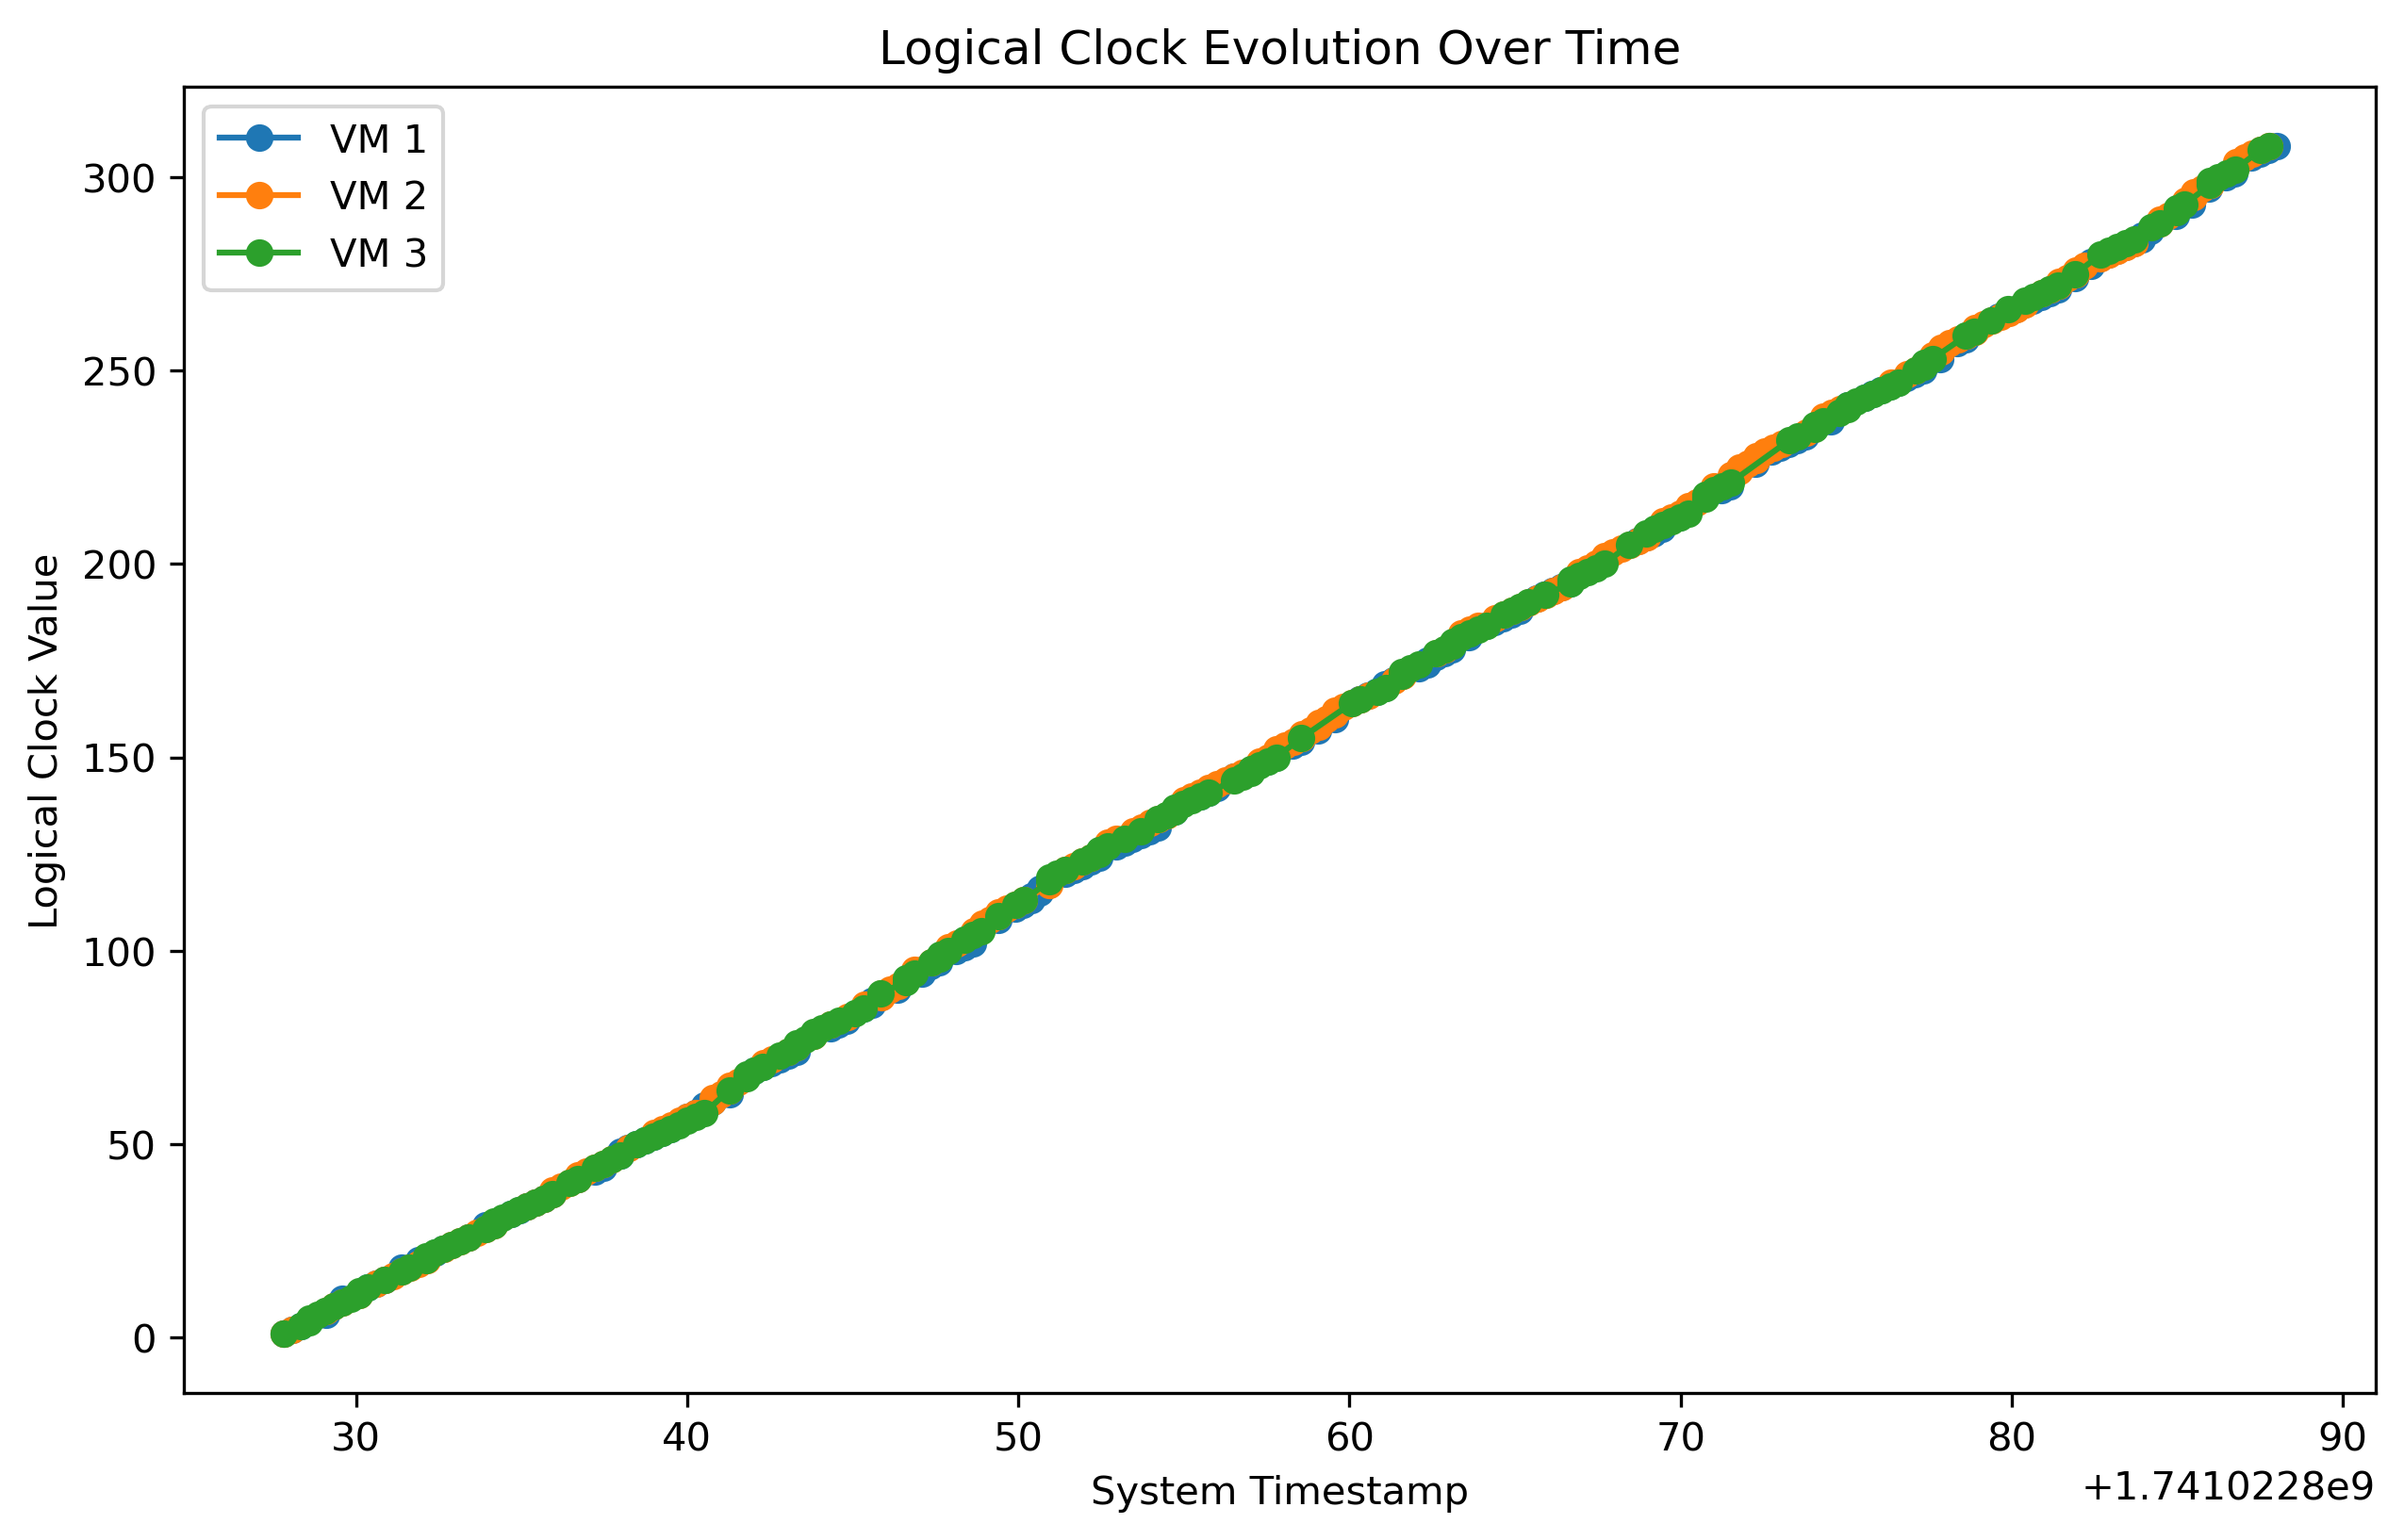 Logical Clock Evolution Over Time
VM 1
VM 2
VM 3
Logical Clock Value
300
250
200
150
100
50
0
30 40 50 60 70 80 90
System Timestamp
+1.7410228e9